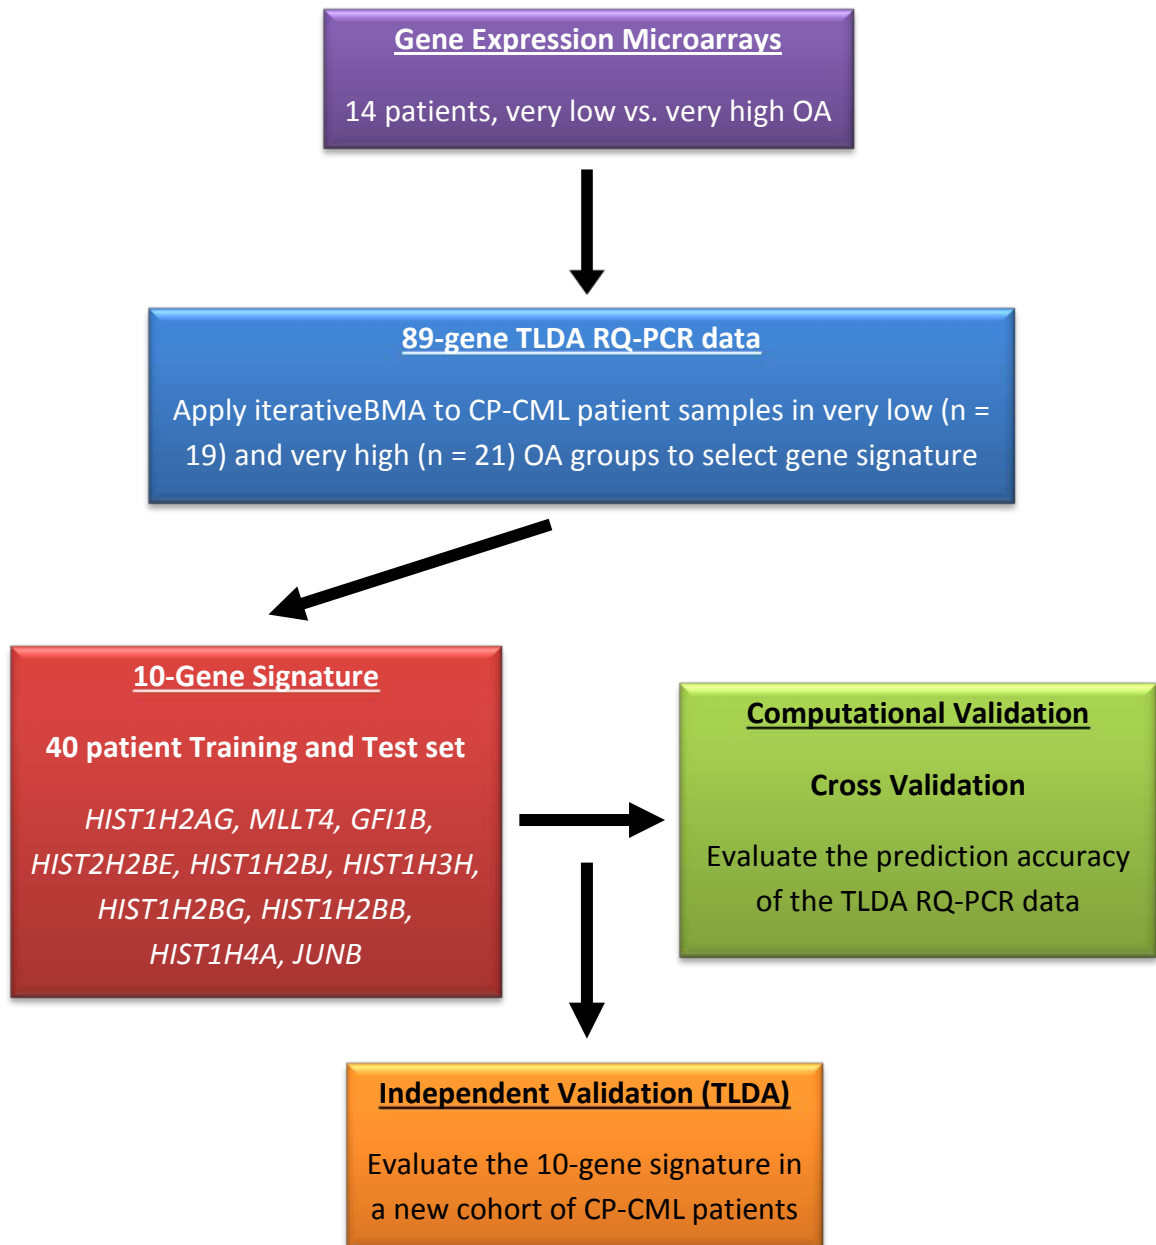 Gene Expression Microarrays
14 patients, very low vs. very high OA
89-gene TLDA RQ-PCR data
Apply iterativeBMA to CP-CML patient samples in very low (n =
19) and very high (n = 21) OA groups to select gene signature
10-Gene Signature
40 patient Training and Test set
HIST1H2AG, MLLT4, GFI1B,
HIST2H2BE, HIST1H2BJ, HIST1H3H,
HIST1H2BG, HIST1H2BB,
HIST1H4A, JUNB
Computational Validation
Cross Validation
Evaluate the prediction accuracy
of the TLDA RQ-PCR data
Independent Validation (TLDA)
Evaluate the 10-gene signature in
a new cohort of CP-CML patients